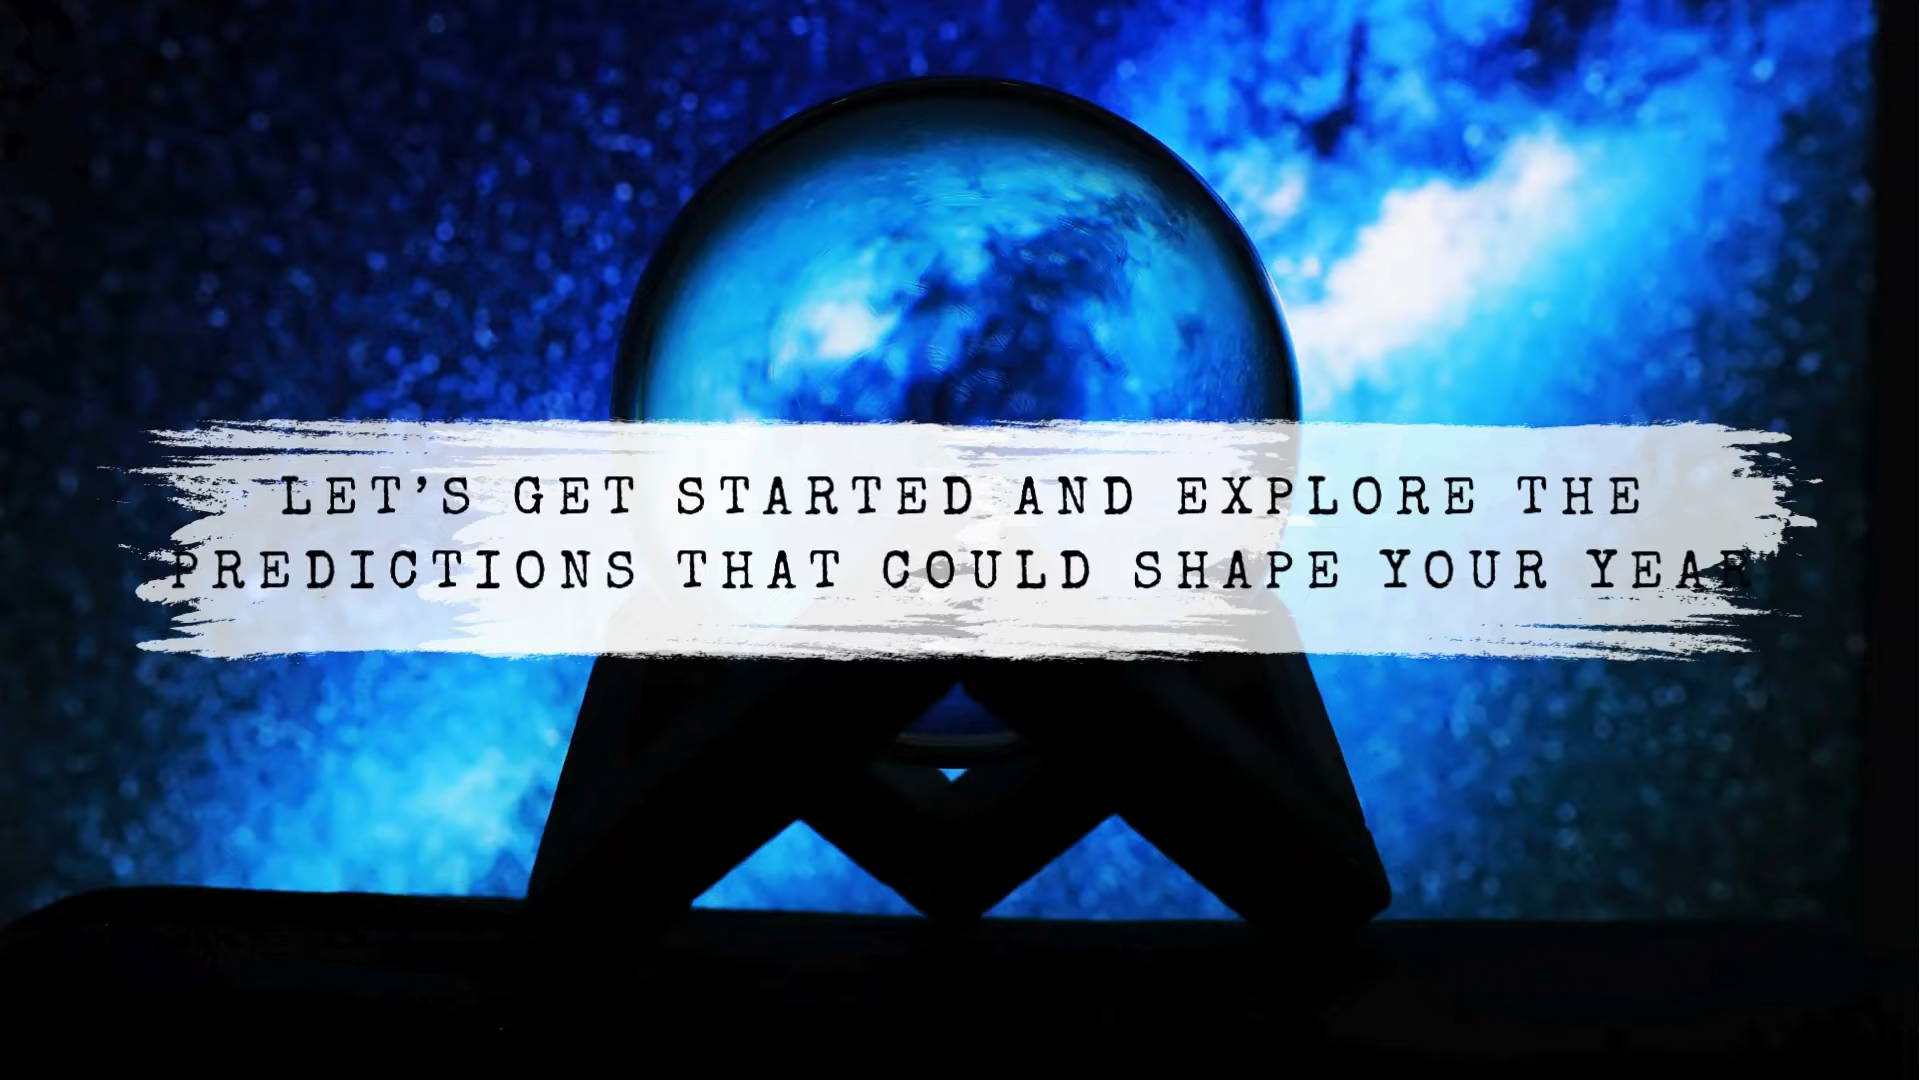 LET'S GET STARTED AND EXPLORE THE
PREDICTIONS THAT COULD SHAPE YOUR YEAR